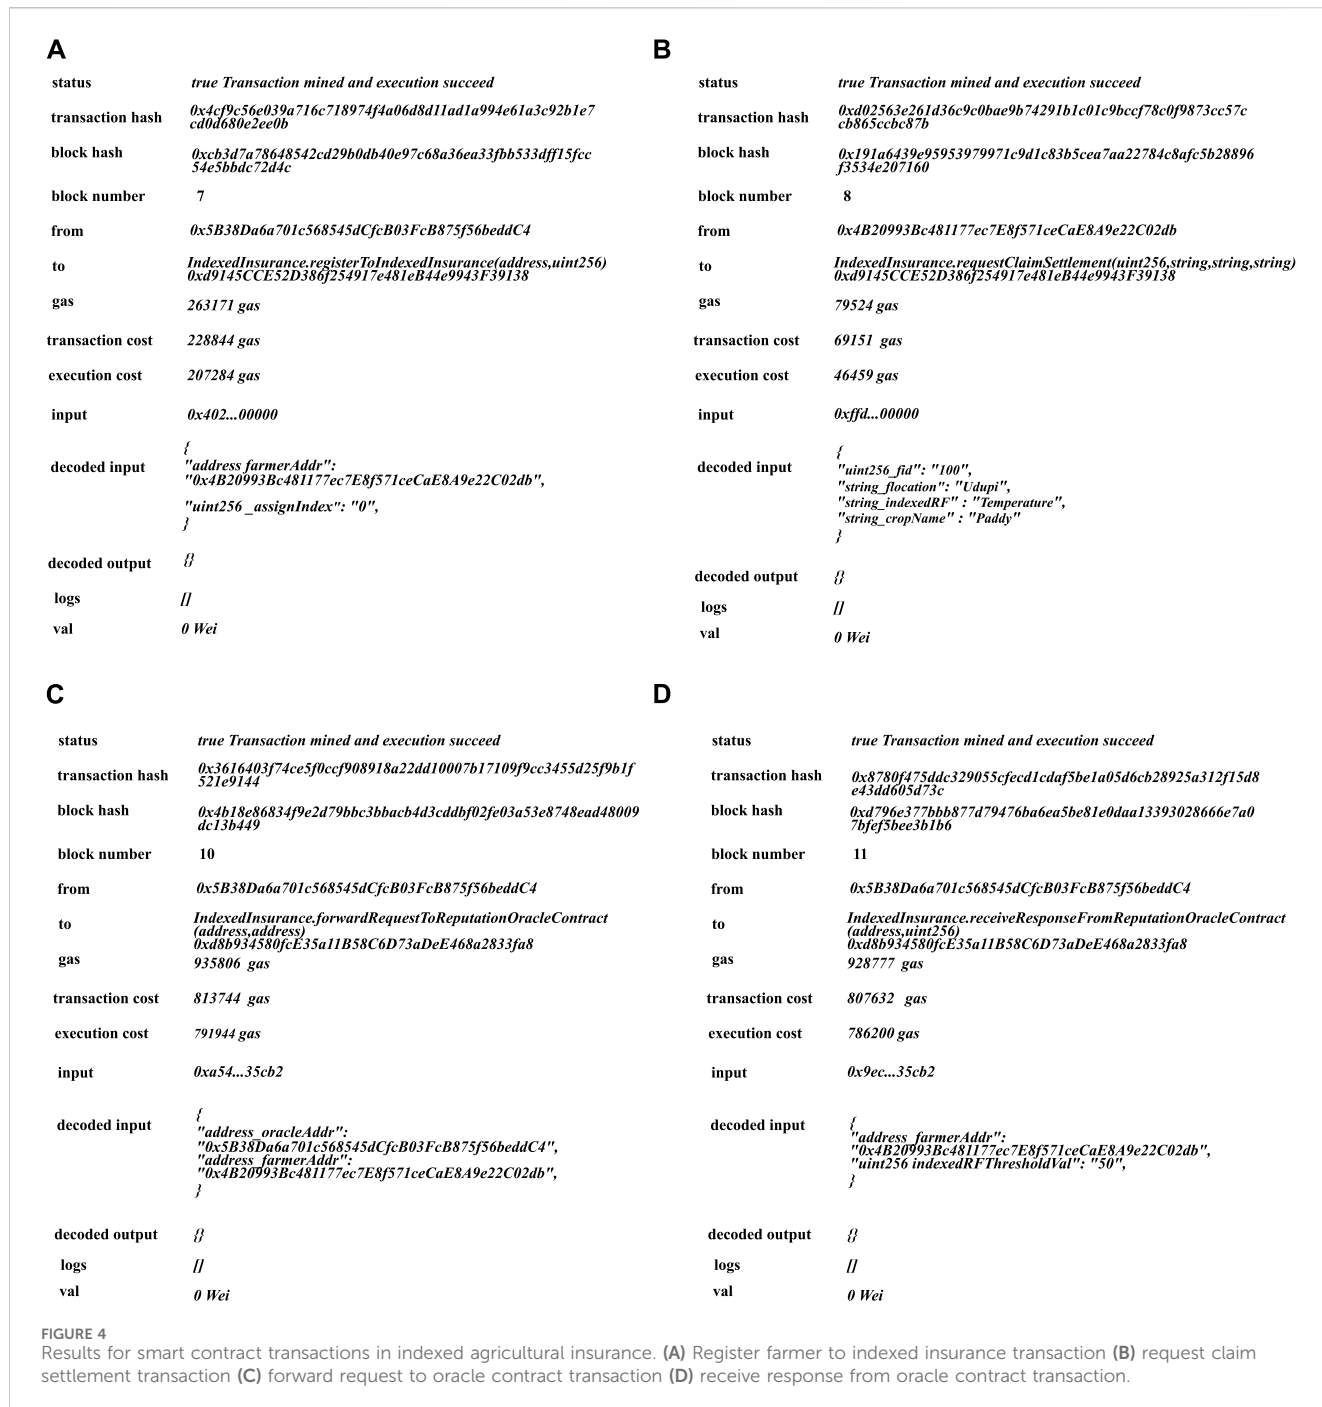 A
status true Transaction mined and execution succeed
transaction hash 0x4cf9c56e039a716c718974f4a06d8d11ad1a994e61a3c92b1e7
cd0d680e2ee0b
block hash 0xcb3d7a78648542cd29b0db40e97c68a36ea33fbb533dff15fcc
54e5bbdc72d4c
block number 7
from 0x5B38Da6a701c568545dCfcB03FcB875f56beddC4
to IndexedInsurance.registerToIndexedInsurance(address,uint256)
0xd9145CCE52D386f254917e481eB44e9943F39138
gas 263171 gas
transaction cost 228844 gas
execution cost 207284 gas
input 0x402...00000
decoded input {
"address farmerAddr":
"0x4B20993Bc481177ec7E8f571ceCaE8A9e22C02db",
"uint256 _assignIndex": "0",
}
decoded output {}
logs []
val 0 Wei
B
status true Transaction mined and execution succeed
transaction hash 0xd02563e261d36c9c0bae9b74291b1c01c9bccf78c0f9873cc57c
cb865ccbc87b
block hash 0x191a6439e95953979971c9d1c83b5cea7aa22784c8afc5b28896
f3534e207160
block number 8
from 0x4B20993Bc481177ec7E8f571ceCaE8A9e22C02db
to IndexedInsurance.requestClaimSettlement(uint256,string,string,string)
0xd9145CCE52D386f254917e481eB44e9943F39138
gas 79524 gas
transaction cost 69151 gas
execution cost 46459 gas
input 0xffd...00000
decoded input {
"uint256_fid": "100",
"string_flocation": "Udupi",
"string_indexedRF" : "Temperature",
"string_cropName" : "Paddy"
}
decoded output {}
logs []
val 0 Wei
C
status true Transaction mined and execution succeed
transaction hash 0x3616403f74ce5f0ccf908918a22dd10007b17109f9cc3455d25f9b1f
521e9144
block hash 0x4b18e86834f9e2d79bbc3bbacb4d3cddbf02fe03a53e8748ead48009
dc13b449
block number 10
from 0x5B38Da6a701c568545dCfcB03FcB875f56beddC4
to IndexedInsurance.forwardRequestToReputationOracleContract
(address,address)
0xd8b934580fcE35a11B58C6D73aDeE468a2833fa8
gas 935806 gas
transaction cost 813744 gas
execution cost 791944 gas
input 0xa54...35cb2
decoded input {
"address_oracleAddr":
"0x5B38Da6a701c568545dCfcB03FcB875f56beddC4",
"address_farmerAddr":
"0x4B20993Bc481177ec7E8f571ceCaE8A9e22C02db",
}
decoded output {}
logs []
val 0 Wei
D
status true Transaction mined and execution succeed
transaction hash 0x8780f475ddc329055cfecd1cdaf5be1a05d6cb28925a312f15d8
e43dd605d73c
block hash 0xd796e377bbb877d79476ba6ea5be81e0daa13393028666e7a0
7bfef5bee3b1b6
block number 11
from 0x5B38Da6a701c568545dCfcB03FcB875f56beddC4
to IndexedInsurance.receiveResponseFromReputationOracleContract
(address,uint256)
0xd8b934580fcE35a11B58C6D73aDeE468a2833fa8
gas 928777 gas
transaction cost 807632 gas
execution cost 786200 gas
input 0x9ec...35cb2
decoded input {
"address_farmerAddr":
"0x4B20993Bc481177ec7E8f571ceCaE8A9e22C02db",
"uint256 indexedRFThresholdVal": "50",
}
decoded output {}
logs []
val 0 Wei
FIGURE 4
Results for smart contract transactions in indexed agricultural insurance. (A) Register farmer to indexed insurance transaction (B) request claim
settlement transaction (C) forward request to oracle contract transaction (D) receive response from oracle contract transaction.